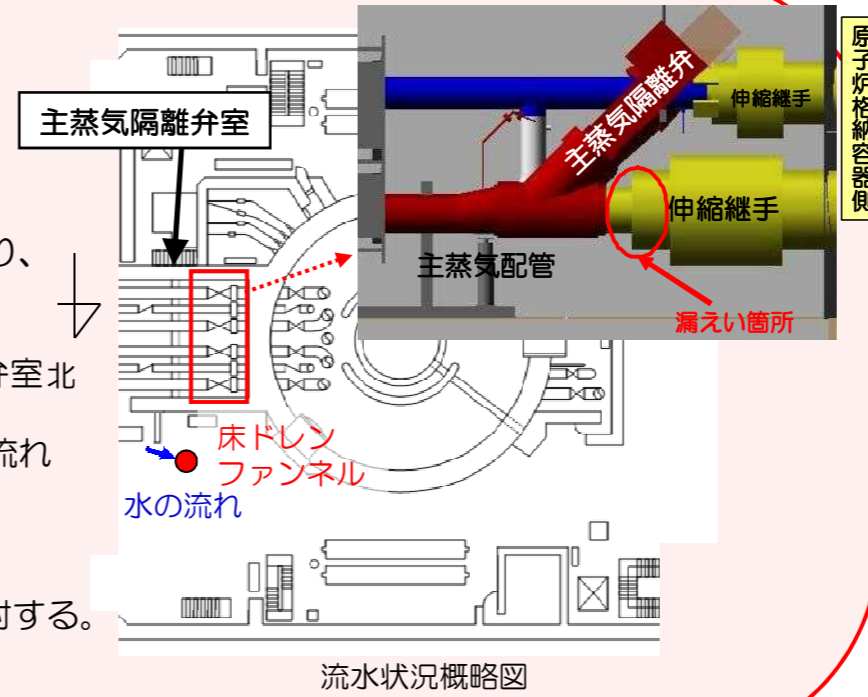 主蒸気隔離弁室
主蒸気隔離弁
伸縮継手
伸縮継手
主蒸気配管
漏えい箇所
原子炉格納容器側
り、
弁室北
流れ
床ドレン
ファンネル
水の流れ
対する。
流水状況概略図